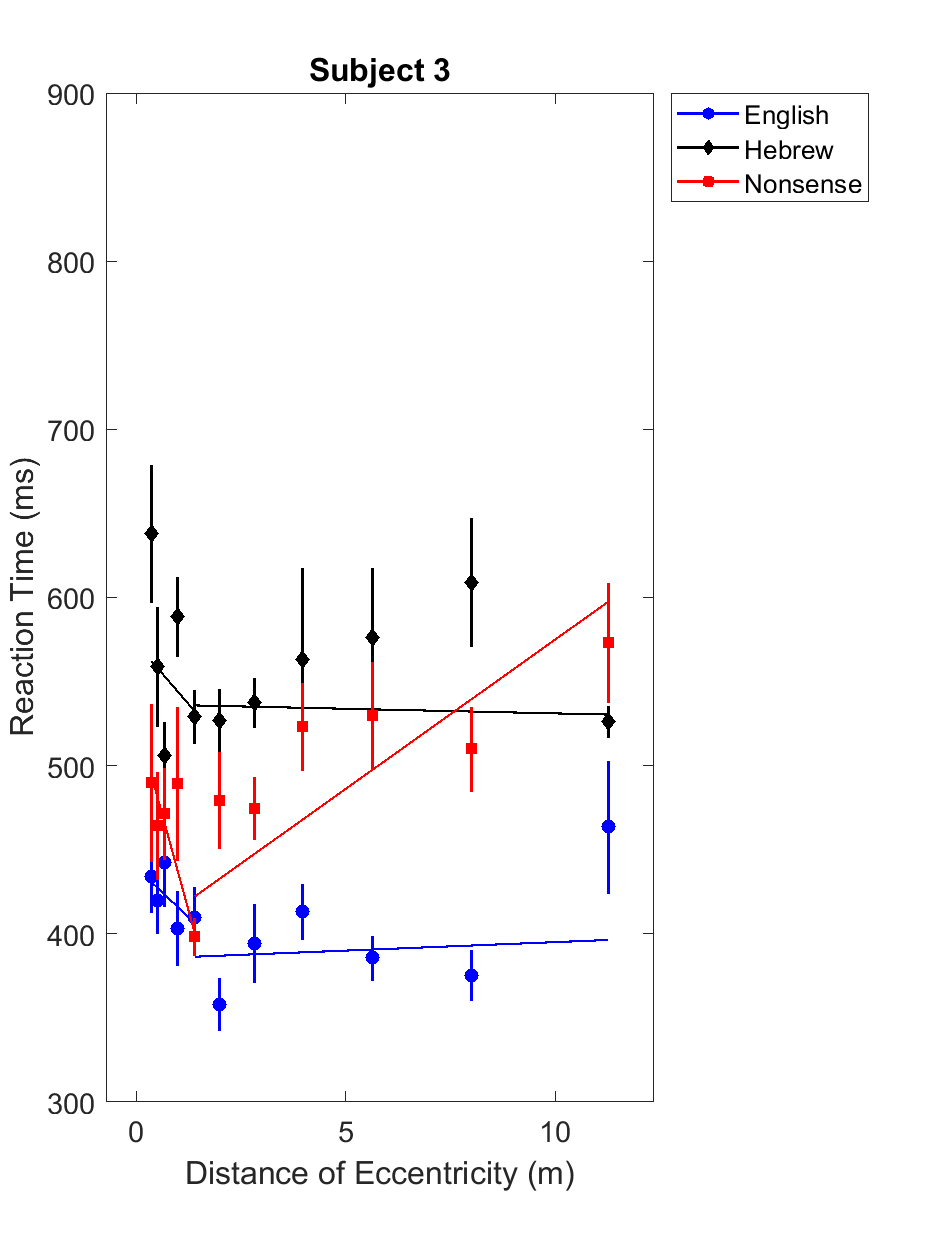 Subject 3
900
800
700
600
500
400
300
Reaction Time (ms)
0 5 10
Distance of Eccentricity (m)
English
Hebrew
Nonsense